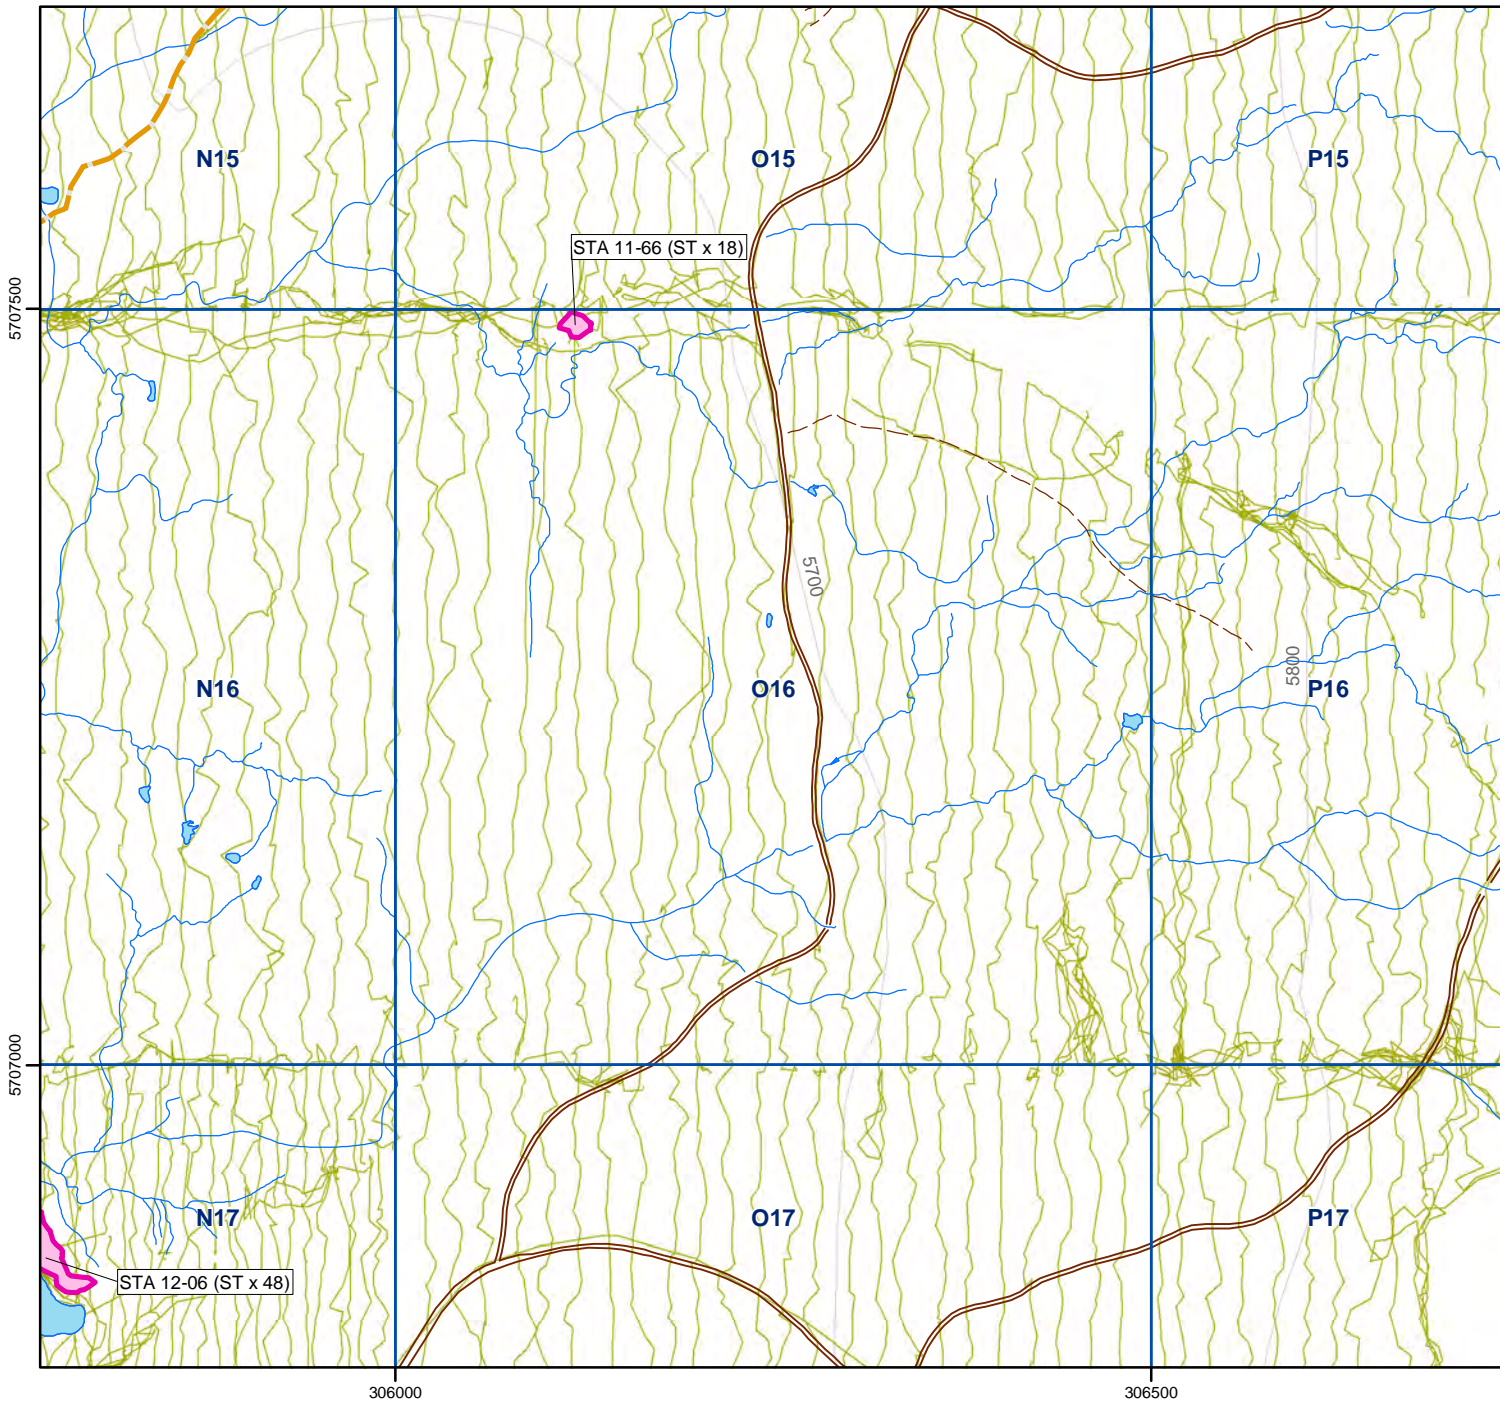 N15
O15
P15
STA 11-66 (ST x 18)
5707500
5700
5800
N16
O16
P16
5707000
N17
O17
P17
STA 12-06 (ST x 48)
306000
306500